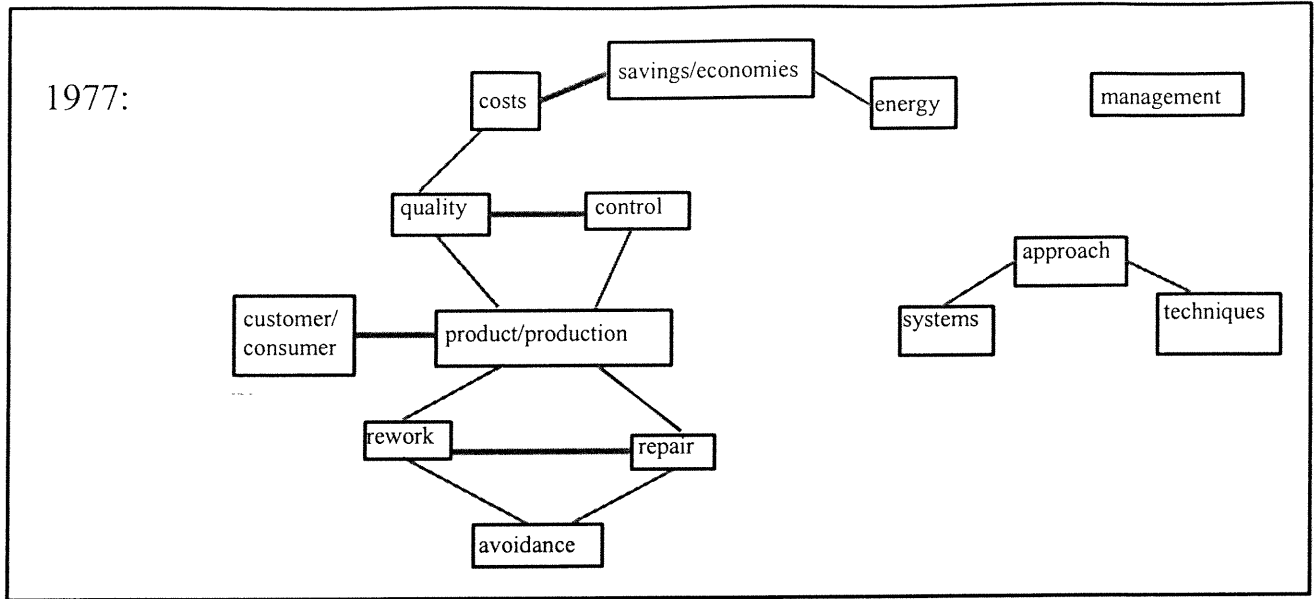 1977:
savings/economies
costs
energy
management
quality
control
approach
customer/
consumer
product/production
systems
techniques
rework
repair
avoidance